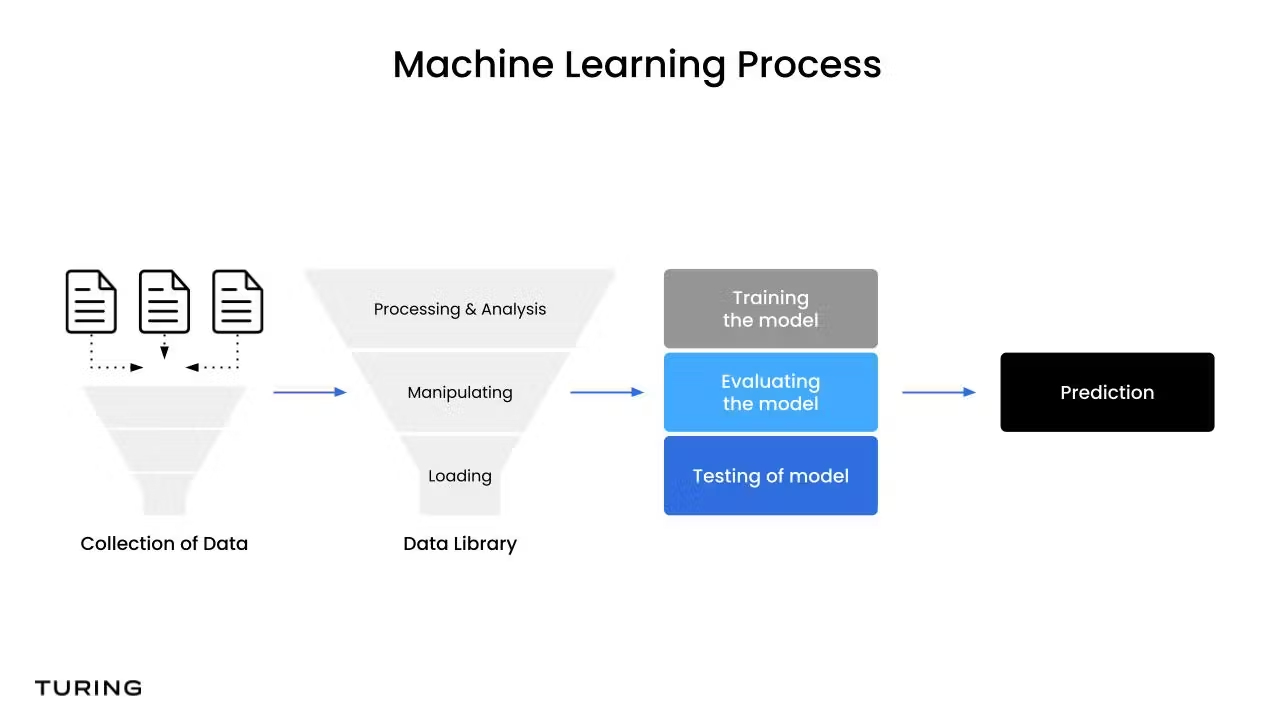 Machine Learning Process
Processing & Analysis
Manipulating
Loading
Training
the model
Evaluating
the model
Testing of model
Prediction
Collection of Data
Data Library
TURING